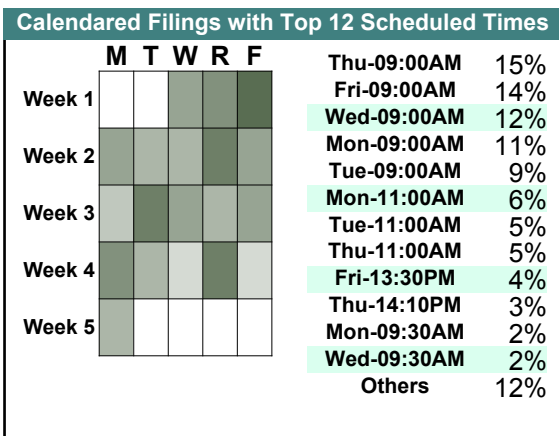 Calendared Filings with Top 12 Scheduled Times
M T W R F
Week 1
Week 2
Week 3
Week 4
Week 5
Thu-09:00AM 15%
Fri-09:00AM 14%
Wed-09:00AM 12%
Mon-09:00AM 11%
Tue-09:00AM 9%
Mon-11:00AM 6%
Tue-11:00AM 5%
Thu-11:00AM 5%
Fri-13:30PM 4%
Thu-14:10PM 3%
Mon-09:30AM 2%
Wed-09:30AM 2%
Others 12%